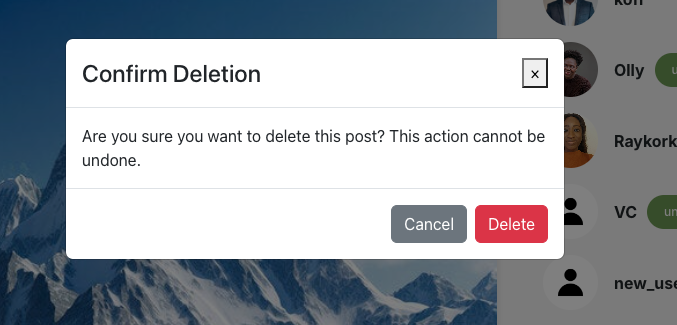 Confirm Deletion
×
Are you sure you want to delete this post? This action cannot be
undone.
Cancel
Delete
Olly
Raykork
VC
new_use